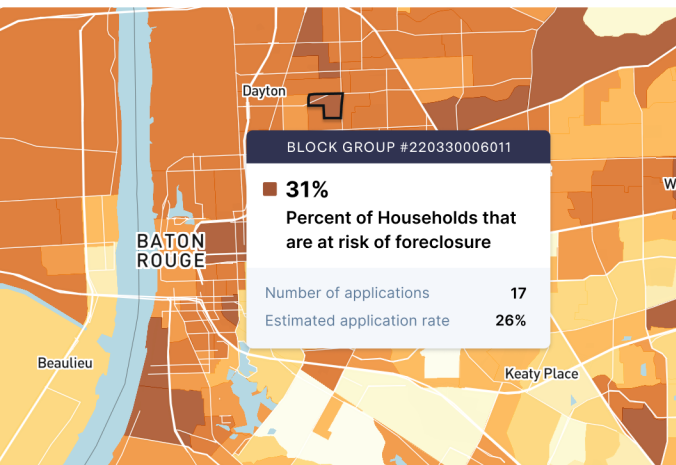 Dayton
BLOCK GROUP #220330006011
31%
Percent of Households that
are at risk of foreclosure
W
BATON
ROUGE
Number of applications 17
Estimated application rate 26%
Beaulieu
Keaty Place